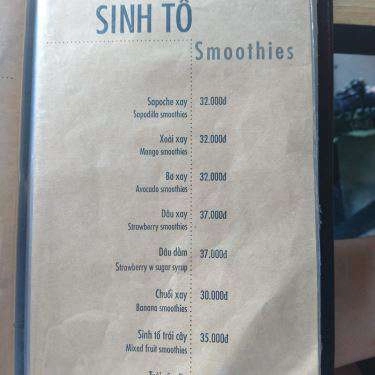 SINH TỐ
Smoothies
Sapoche xay 32.000đ
Sapodilla smoothies
Xoài xay 32.000đ
Mango smoothies
Bơ xay 32.000đ
Avocado smoothies
Dâu xay 37.000đ
Strawberry smoothies
Dâu dầm 37.000đ
Strawberry w sugar syrup
Chuối xay 30.000đ
Banana smoothies
Sinh tố trái cây 35.000đ
Mixed fruit smoothies